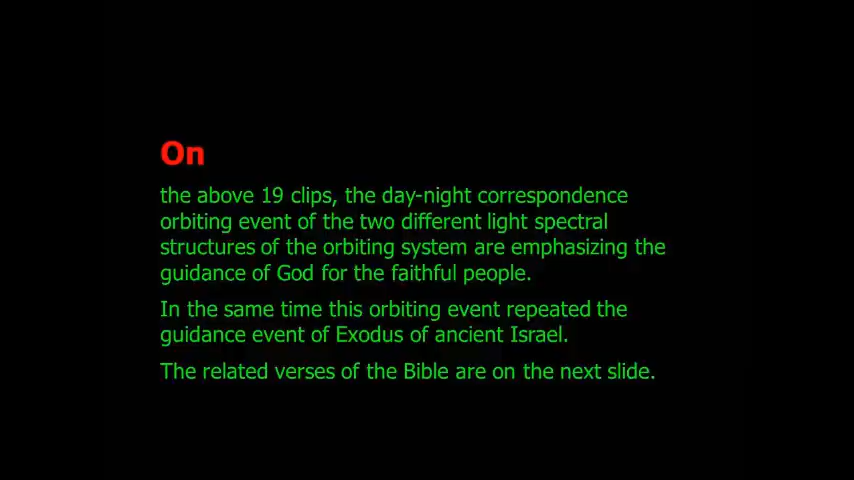 On
the above 19 clips, the day-night correspondence
orbiting event of the two different light spectral
structures of the orbiting system are emphasizing the
guidance of God for the faithful people.
In the same time this orbiting event repeated the
guidance event of Exodus of ancient Israel.
The related verses of the Bible are on the next slide.